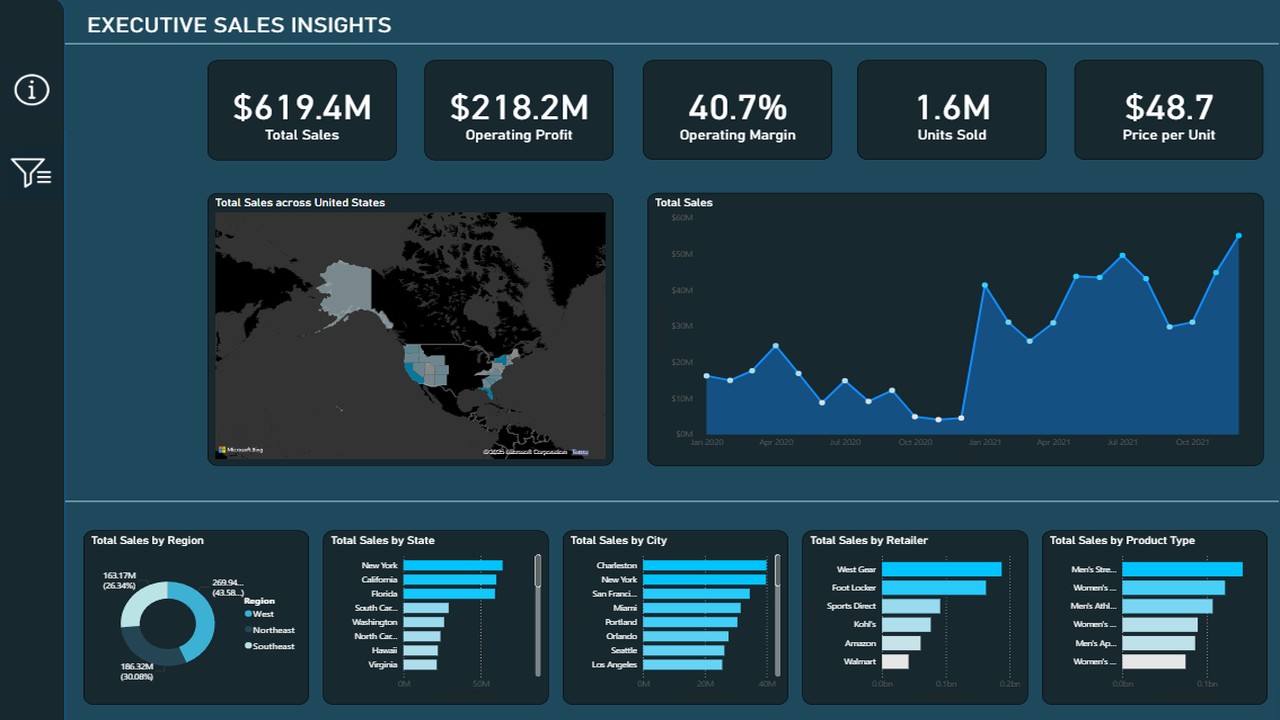 EXECUTIVE SALES INSIGHTS
$619.4M
Total Sales
$218.2M
Operating Profit
40.7%
Operating Margin
1.6M
Units Sold
$48.7
Price per Unit
Total Sales across United States
Microsoft Bing
© 2025 Microsoft Corporation Terms
Total Sales
$60M
$50M
$40M
$30M
$20M
$10M
$0M
Jan 2020 Apr 2020 Jul 2020 Oct 2020 Jan 2021 Apr 2021 Jul 2021 Oct 2021
Total Sales by Region
163.17M
(26.34%)
269.94...
(43.58...)
186.32M
(30.08%)
Region
West
Northeast
Southeast
Total Sales by State
New York
California
Florida
South Car...
Washington
North Car...
Hawaii
Virginia
0M 50M
Total Sales by City
Charleston
New York
San Franci...
Miami
Portland
Orlando
Seattle
Los Angeles
0M 20M 40M
Total Sales by Retailer
West Gear
Foot Locker
Sports Direct
Kohl's
Amazon
Walmart
0.0bn 0.1bn 0.2bn
Total Sales by Product Type
Men's Stre...
Women's ...
Men's Athl...
Women's ...
Men's Ap...
Women's ...
0.0bn 0.1bn